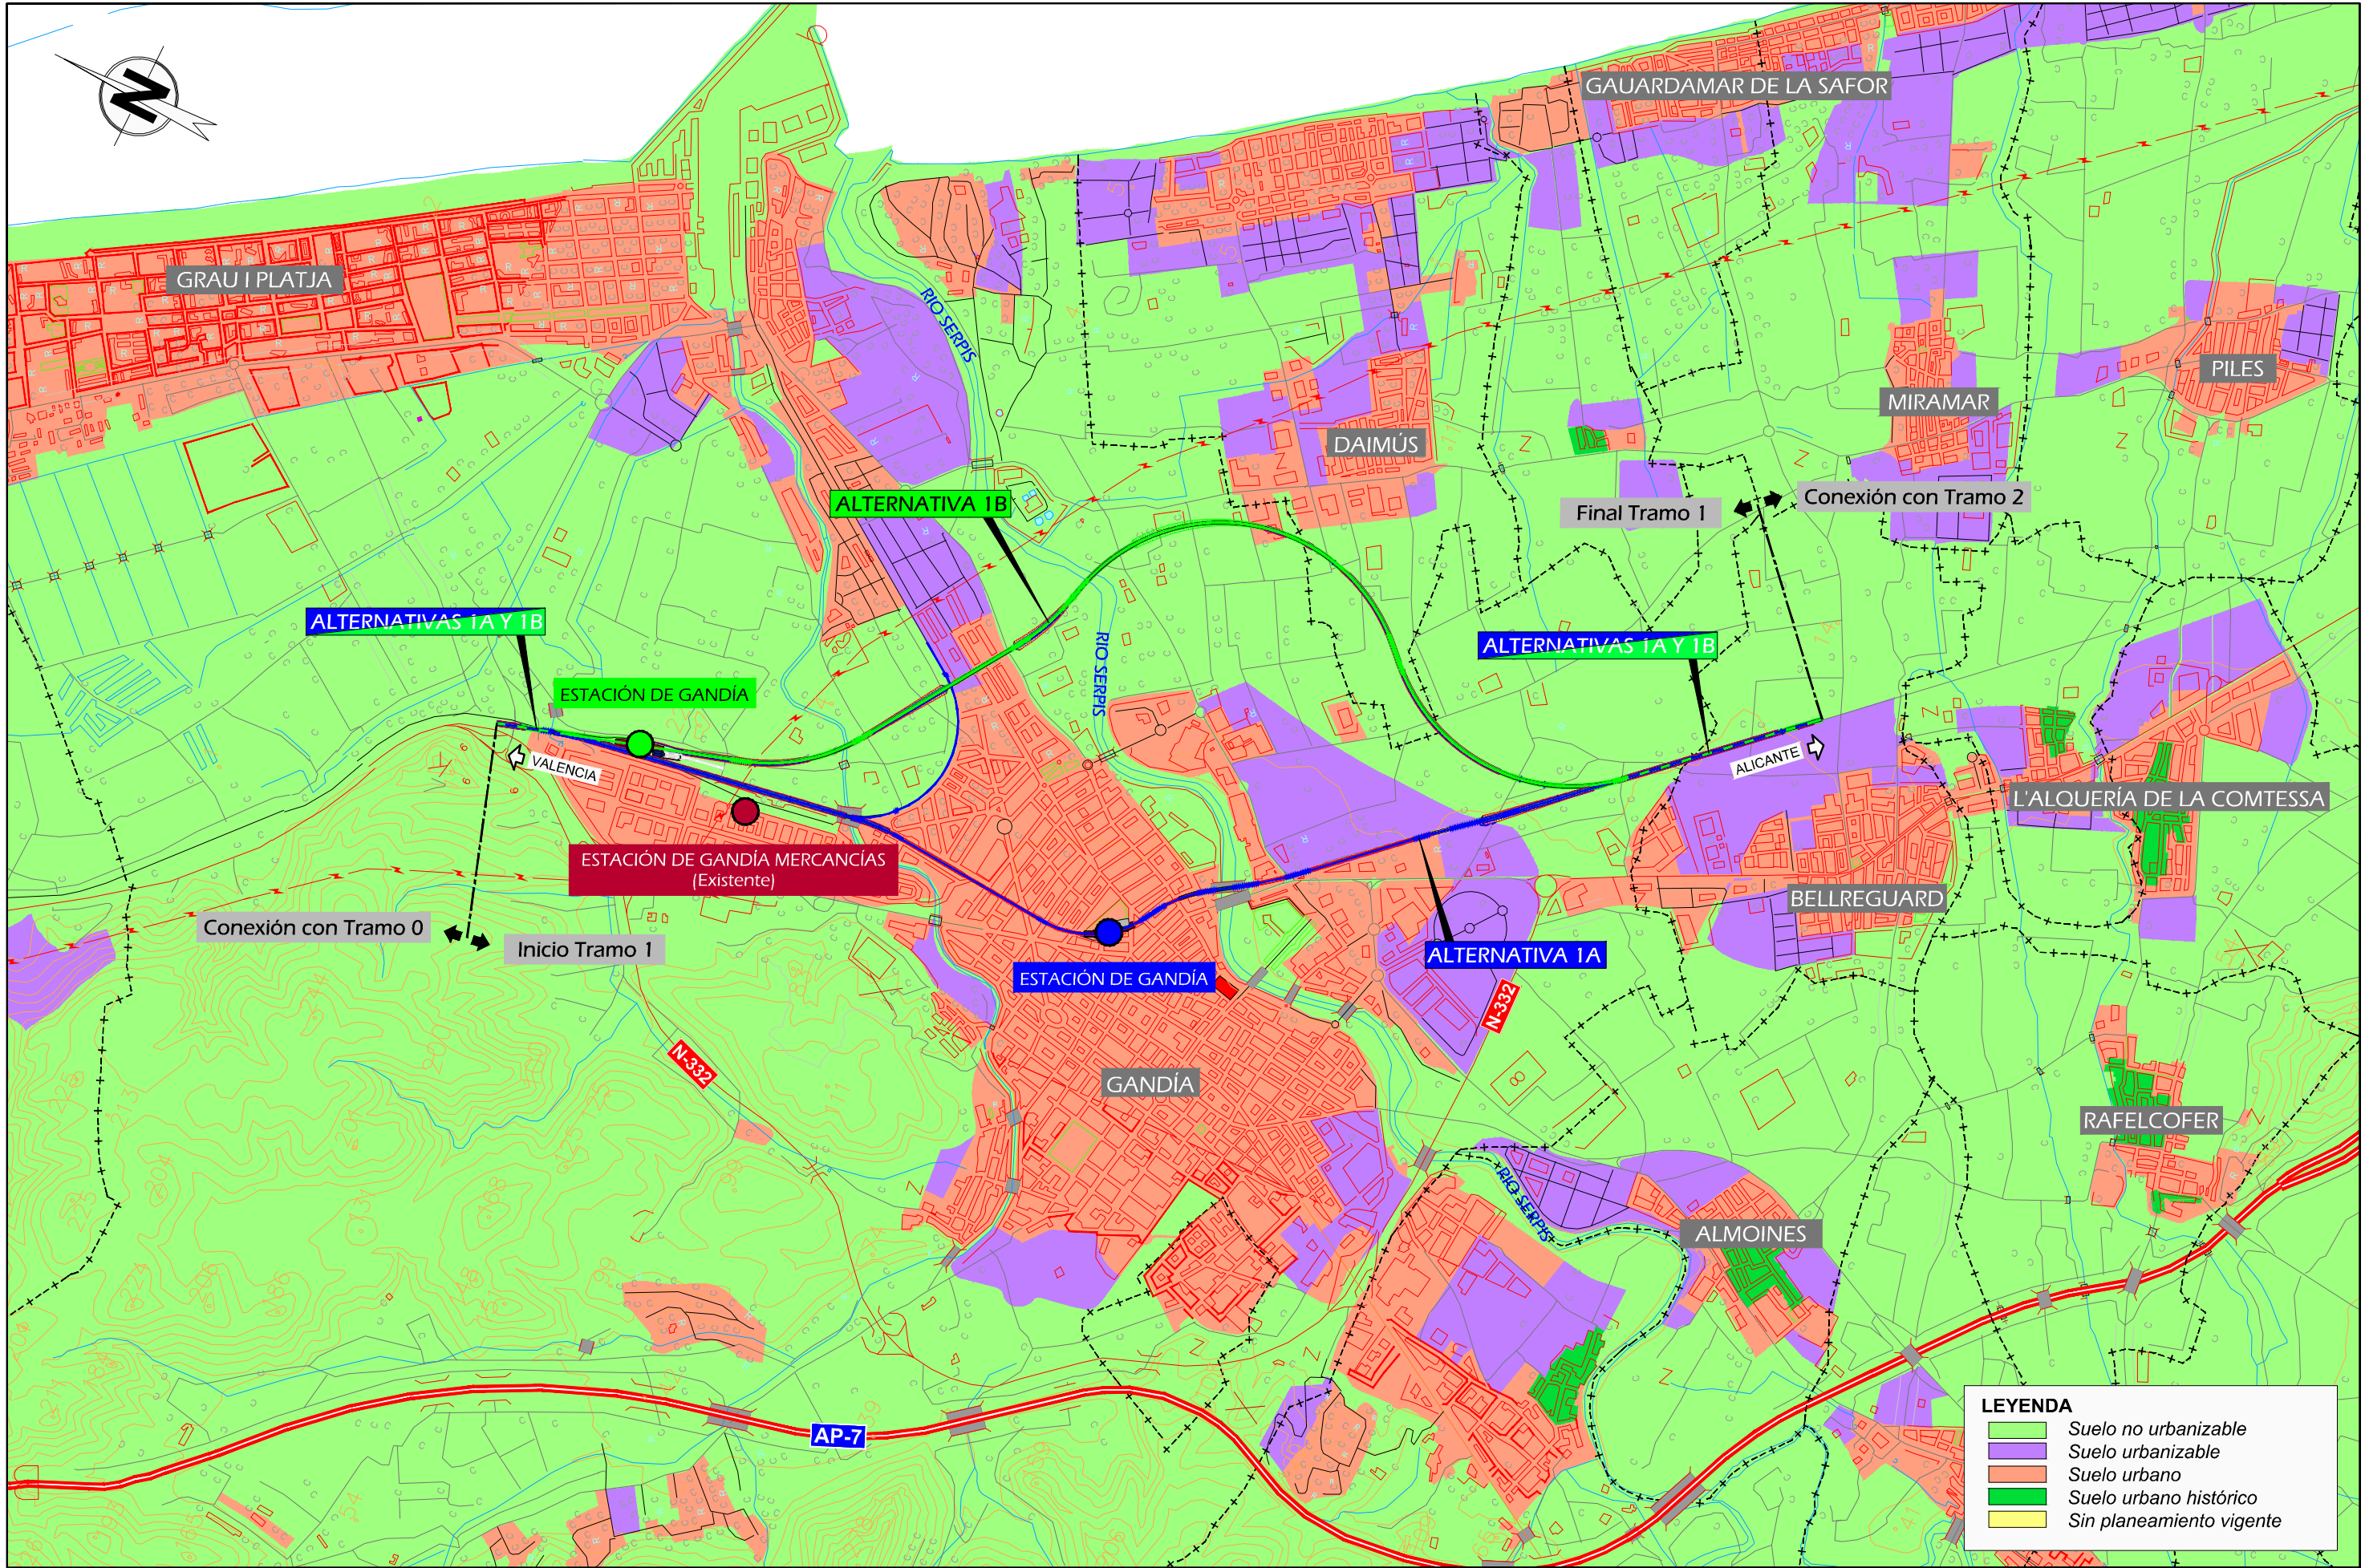 N
GAUARDAMAR DE LA SAFOR
GRAU I PLATJA
RIO SERPIS
PILES
MIRAMAR
DAIMÚS
ALTERNATIVA 1B
Final Tramo 1
Conexión con Tramo 2
ALTERNATIVAS 1A Y 1B
RIO SERPIS
ALTERNATIVAS 1A Y 1B
ESTACIÓN DE GANDÍA
VALENCIA
ALICANTE
L'ALQUERÍA DE LA COMTESSA
ESTACIÓN DE GANDÍA MERCANCÍAS
(Existente)
BELLREGUARD
Conexión con Tramo 0
Inicio Tramo 1
ALTERNATIVA 1A
ESTACIÓN DE GANDÍA
N-332
N-332
GANDÍA
RAFELCOFER
RIO SERPIS
ALMOINES
AP-7
LEYENDA
Suelo no urbanizable
Suelo urbanizable
Suelo urbano
Suelo urbano histórico
Sin planeamiento vigente